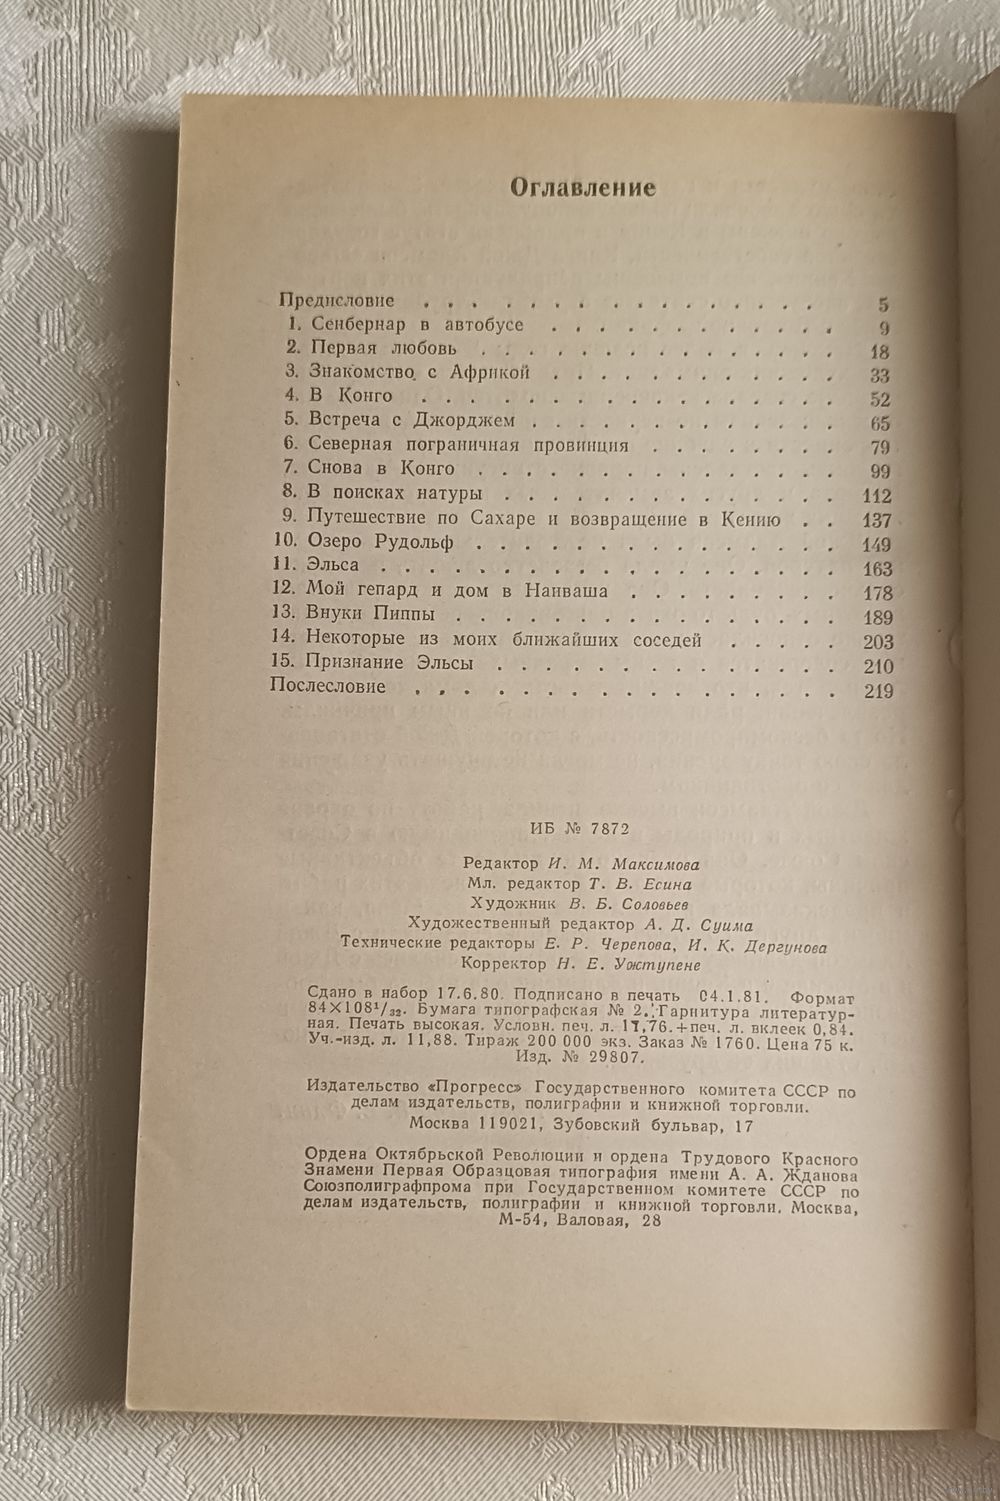 Оглавление
Предисловие . . . . . . . . . . . . . . . . . 5
1. Сенбернар в автобусе . . . . . . . . . . . . 9
2. Первая любовь . . . . . . . . . . . . . . . 18
3. Знакомство с Африкой . . . . . . . . . . . . 33
4. В Конго . . . . . . . . . . . . . . . . . 52
5. Встреча с Джорджем . . . . . . . . . . . . . 65
6. Северная пограничная провинция . . . . . . . . 79
7. Снова в Конго . . . . . . . . . . . . . . . 99
8. В поисках натуры . . . . . . . . . . . . . . 112
9. Путешествие по Сахаре и возвращение в Кению . . 137
10. Озеро Рудольф . . . . . . . . . . . . . . . 149
11. Эльса . . . . . . . . . . . . . . . . . . . 163
12. Мой гепард и дом в Наиваша . . . . . . . . . 178
13. Внуки Пиппы . . . . . . . . . . . . . . . . 189
14. Некоторые из моих ближайших соседей . . . . . 203
15. Признание Эльсы . . . . . . . . . . . . . . 210
Послесловие . . . . . . . . . . . . . . . . . 219
ИБ № 7872
Редактор И. М. Максимова
Мл. редактор Т. В. Есина
Художник В. Б. Соловьев
Художественный редактор А. Д. Суима
Технические редакторы Е. Р. Черепова, И. К. Дергунова
Корректор Н. Е. Ужтупене
Сдано в набор 17.6.80. Подписано в печать 04.1.81. Формат
84×108¹/₃₂. Бумага типографская № 2. Гарнитура литератур-
ная. Печать высокая. Условн. печ. л. 11,76.+печ. л. вклеек 0,84.
Уч.-изд. л. 11,88. Тираж 200 000 экз. Заказ № 1760. Цена 75 к.
Изд. № 29807.
Издательство «Прогресс» Государственного комитета СССР по
делам издательств, полиграфии и книжной торговли.
Москва 119021, Зубовский бульвар, 17
Ордена Октябрьской Революции и ордена Трудового Красного
Знамени Первая Образцовая типография имени А. А. Жданова
Союзполиграфпрома при Государственном комитете СССР по
делам издательств, полиграфии и книжной торговли. Москва,
М-54, Валовая, 28